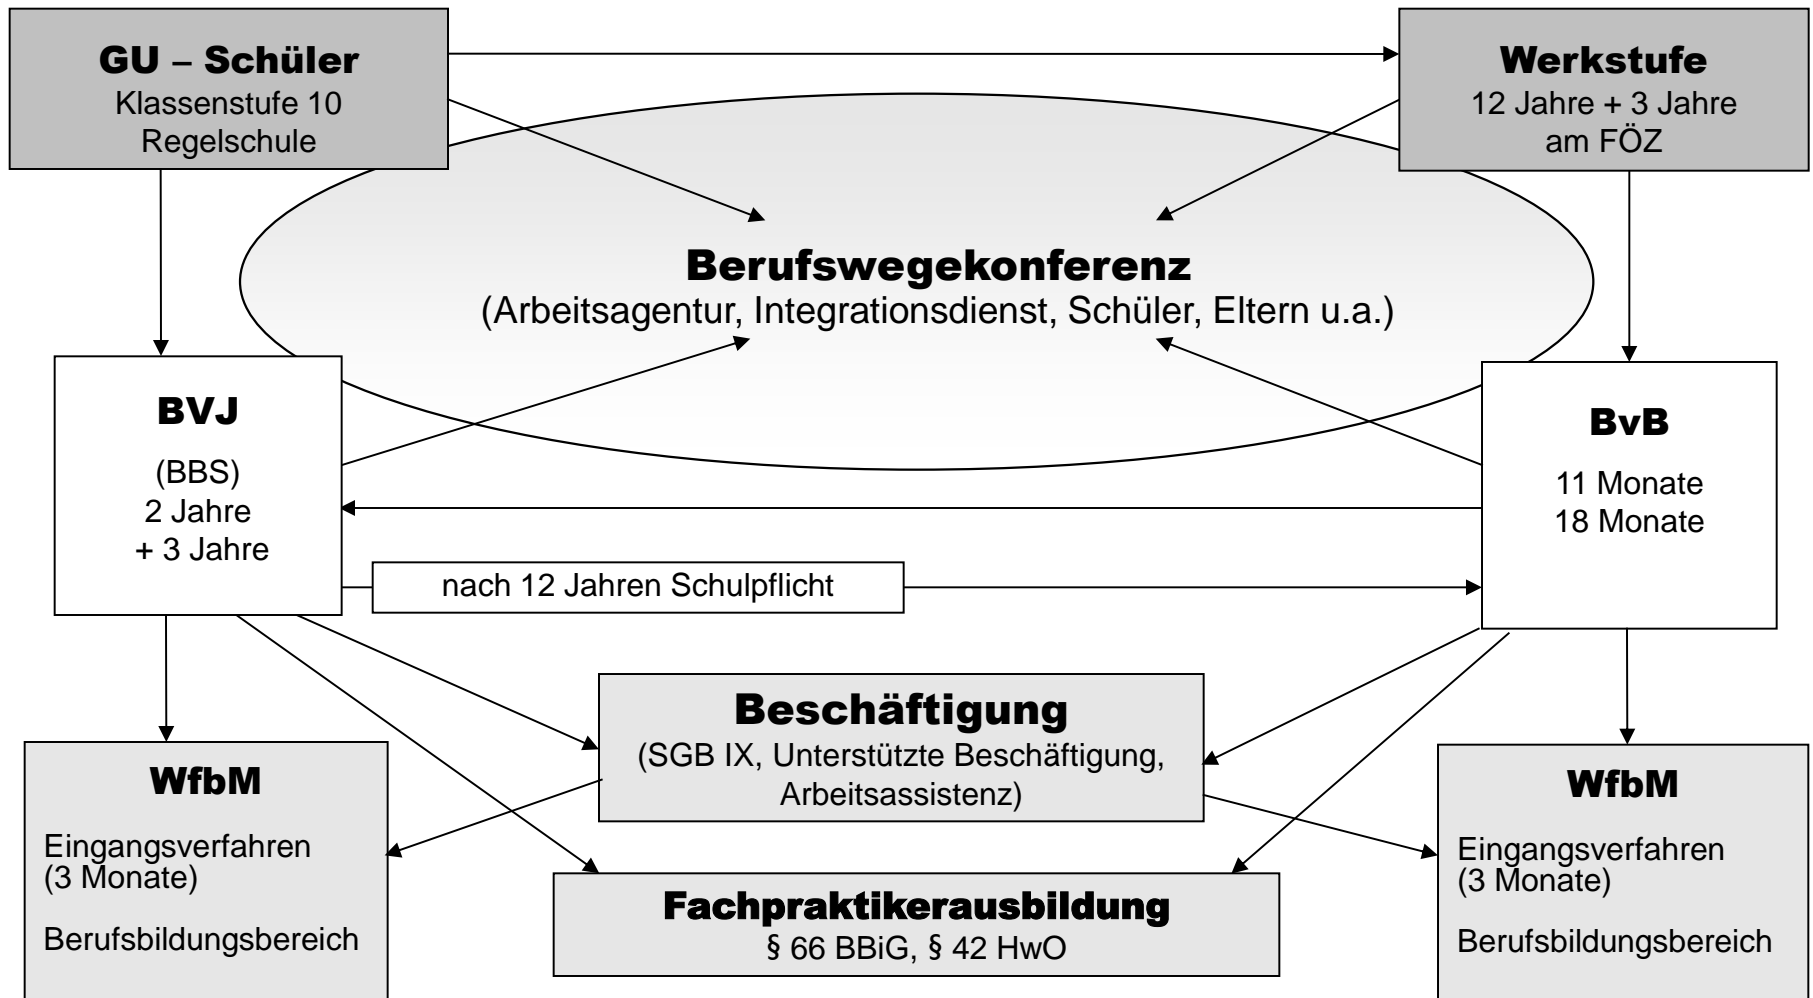 GU – Schüler
Klassenstufe 10
Regelschule
Werkstufe
12 Jahre + 3 Jahre
am FÖZ
Berufswegekonferenz
(Arbeitsagentur, Integrationsdienst, Schüler, Eltern u.a.)
BVJ
(BBS)
2 Jahre
+ 3 Jahre
BvB
11 Monate
18 Monate
nach 12 Jahren Schulpflicht
Beschäftigung
(SGB IX, Unterstützte Beschäftigung,
Arbeitsassistenz)
WfbM
Eingangsverfahren
(3 Monate)
Berufsbildungsbereich
Fachpraktikerausbildung
§ 66 BBiG, § 42 HwO
WfbM
Eingangsverfahren
(3 Monate)
Berufsbildungsbereich